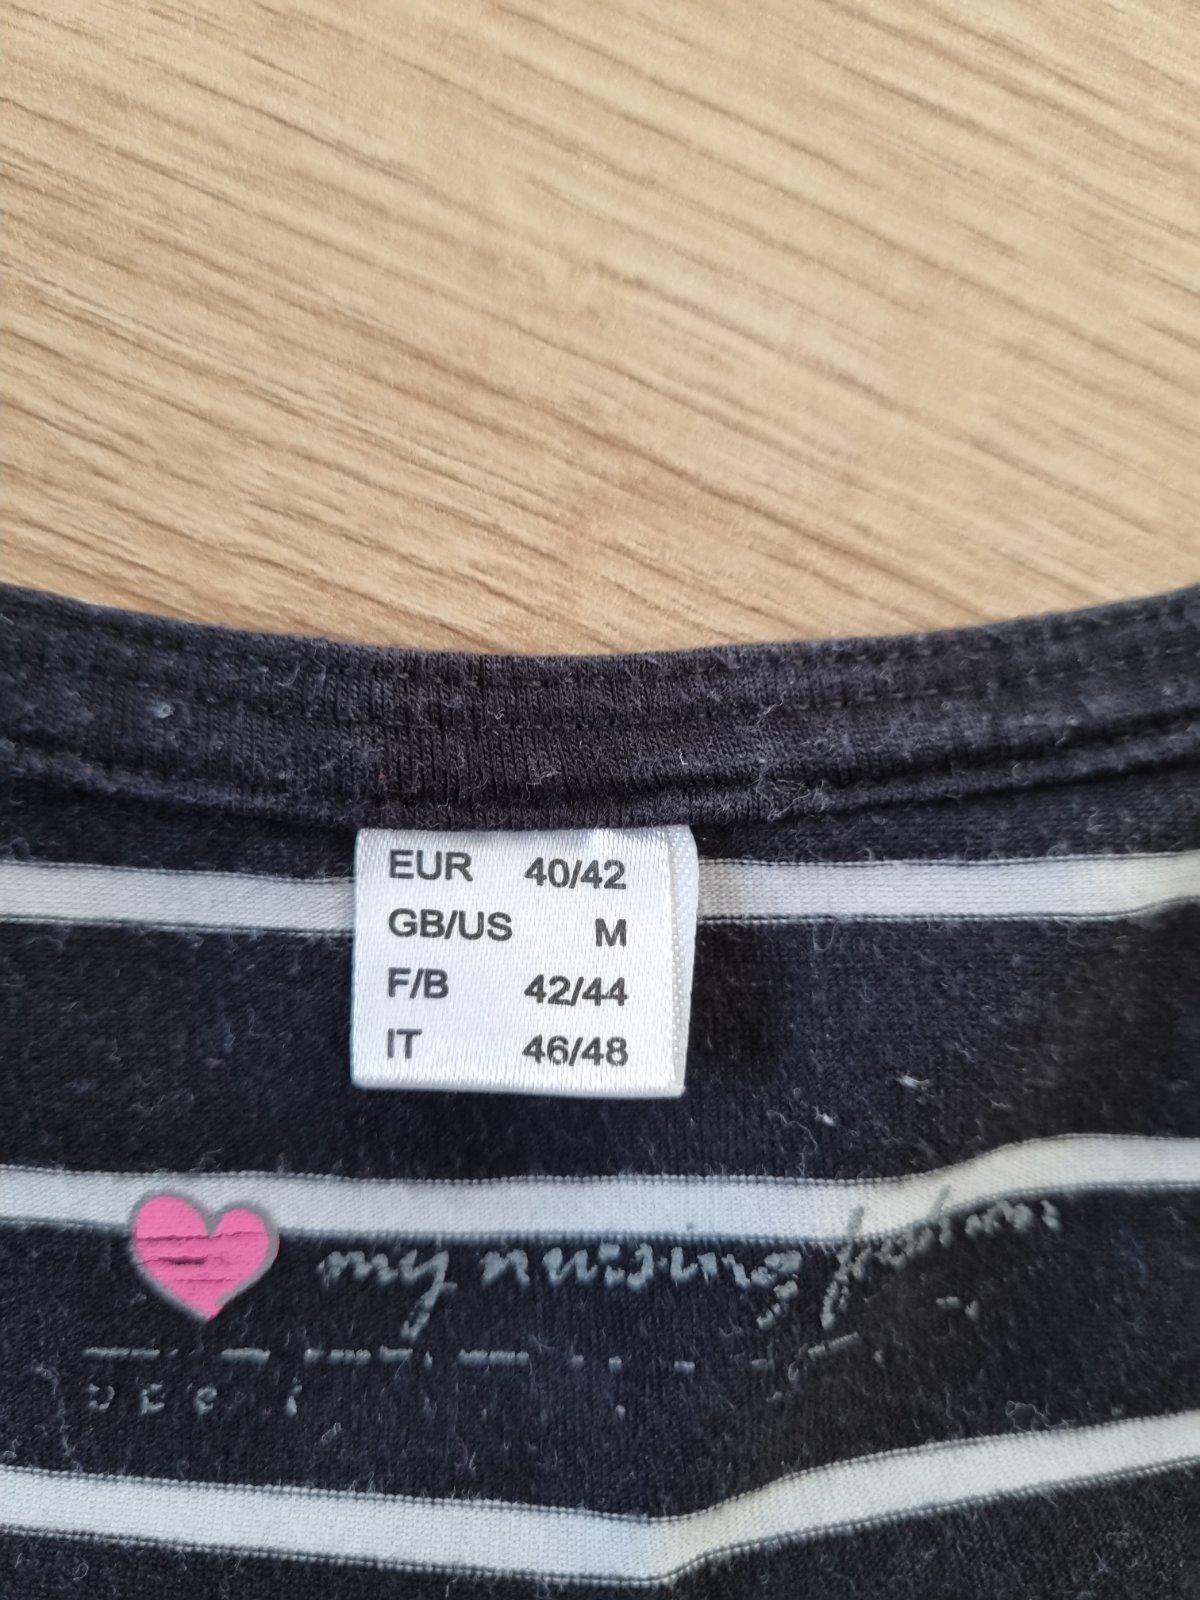 EUR 40/42
GB/US M
F/B 42/44
IT 46/48
my nursing fashion